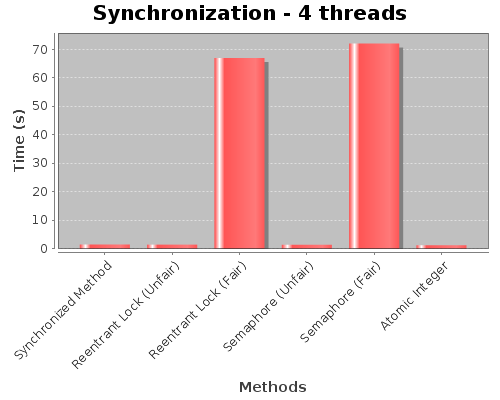 Synchronization - 4 threads
Time (s)
70
60
50
40
30
20
10
0
Synchronized Method
Reentrant Lock (Unfair)
Reentrant Lock (Fair)
Semaphore (Unfair)
Semaphore (Fair)
Atomic Integer
Methods